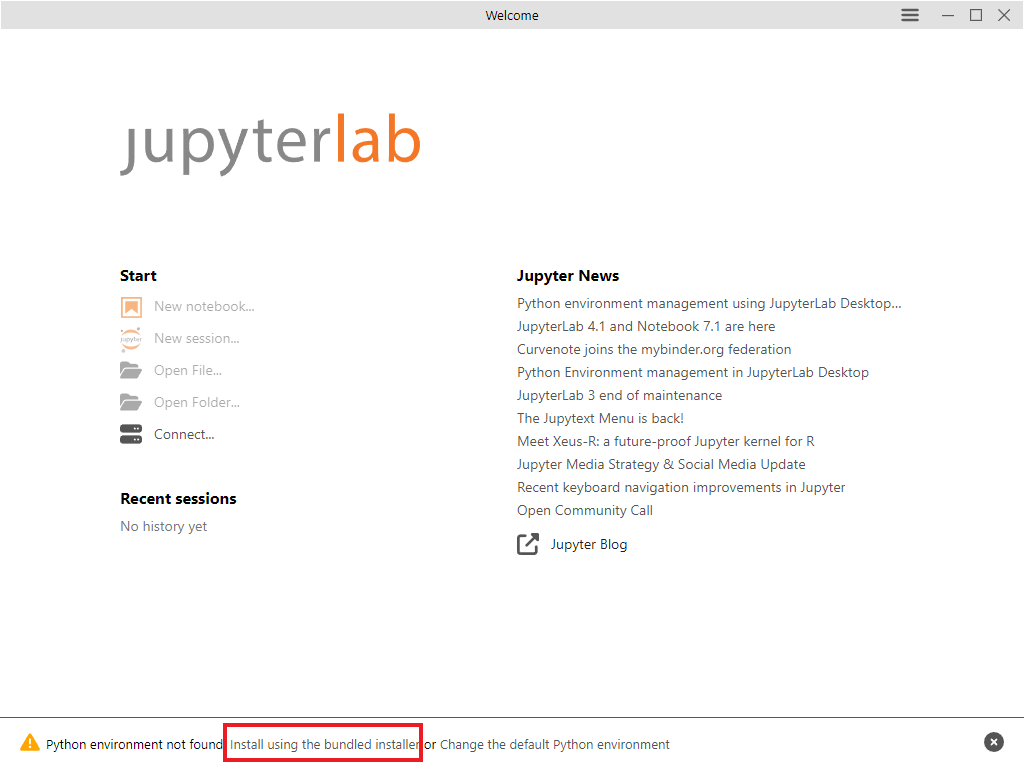 Welcome
jupyterlab
Start
New notebook...
New session...
Open File...
Open Folder...
Connect...
Recent sessions
No history yet
Jupyter News
Python environment management using JupyterLab Desktop...
JupyterLab 4.1 and Notebook 7.1 are here
Curvenote joins the mybinder.org federation
Python Environment management in JupyterLab Desktop
JupyterLab 3 end of maintenance
The Jupytext Menu is back!
Meet Xeus-R: a future-proof Jupyter kernel for R
Jupyter Media Strategy & Social Media Update
Recent keyboard navigation improvements in Jupyter
Open Community Call
Jupyter Blog
Python environment not found Install using the bundled installer or Change the default Python environment